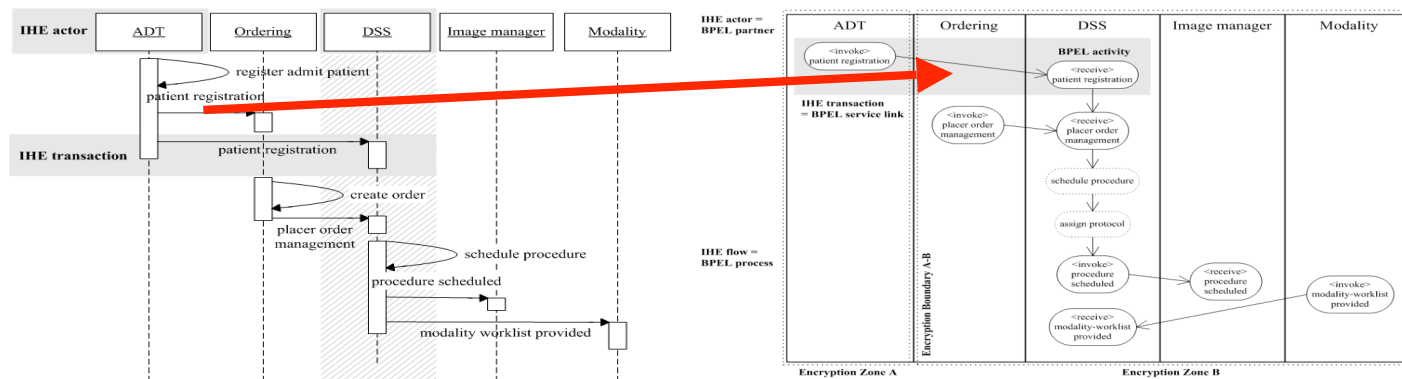 IHE actor
ADT
Ordering
DSS
Image manager
Modality
register admit patient
patient registration
IHE transaction
patient registration
create order
placer order
management
schedule procedure
procedure scheduled
modality worklist provided
IHE actor =
BPEL partner
ADT
Ordering
DSS
Image manager
Modality
<invoke>
patient registration
BPEL activity
<receive>
patient registration
IHE transaction
= BPEL service link
<invoke>
placer order
management
<receive>
placer order
management
schedule procedure
assign protocol
IHE flow =
BPEL process
Encryption Boundary A-B
<invoke>
procedure
scheduled
<receive>
procedure
scheduled
<invoke>
modality-worklist
provided
<receive>
modality-worklist
provided
Encryption Zone A
Encryption Zone B